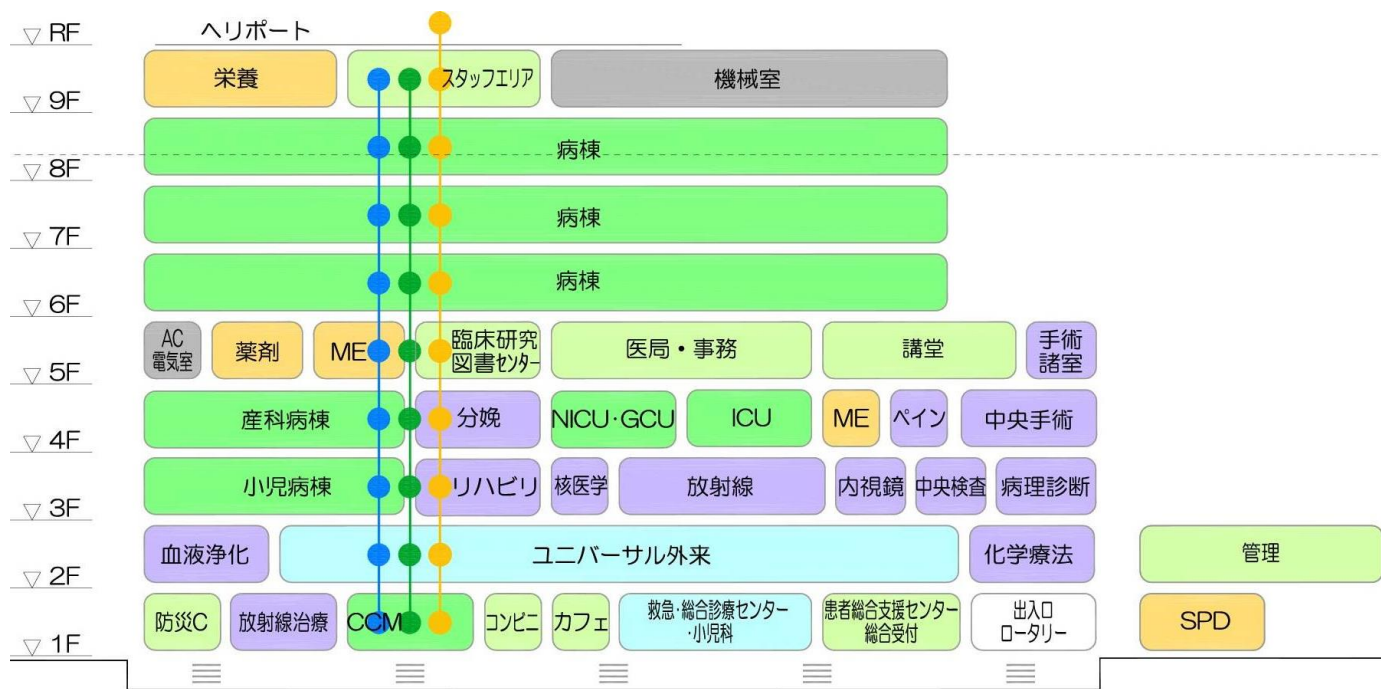 ▽ RF
ヘリポート
栄養
スタッフエリア
機械室
▽ 9F
病棟
▽ 8F
病棟
▽ 7F
病棟
▽ 6F
AC
電気室
薬剤
ME
臨床研究
図書センター
医局・事務
講堂
手術
諸室
▽ 5F
産科病棟
分娩
NICU・GCU
ICU
ME
ペイン
中央手術
▽ 4F
小児病棟
リハビリ
核医学
放射線
内視鏡
中央検査
病理診断
▽ 3F
血液浄化
ユニバーサル外来
化学療法
管理
▽ 2F
防災C
放射線治療
CCM
コンビニ
カフェ
救急・総合診療センター
・小児科
患者総合支援センター
総合受付
出入口
ロータリー
SPD
▽ 1F